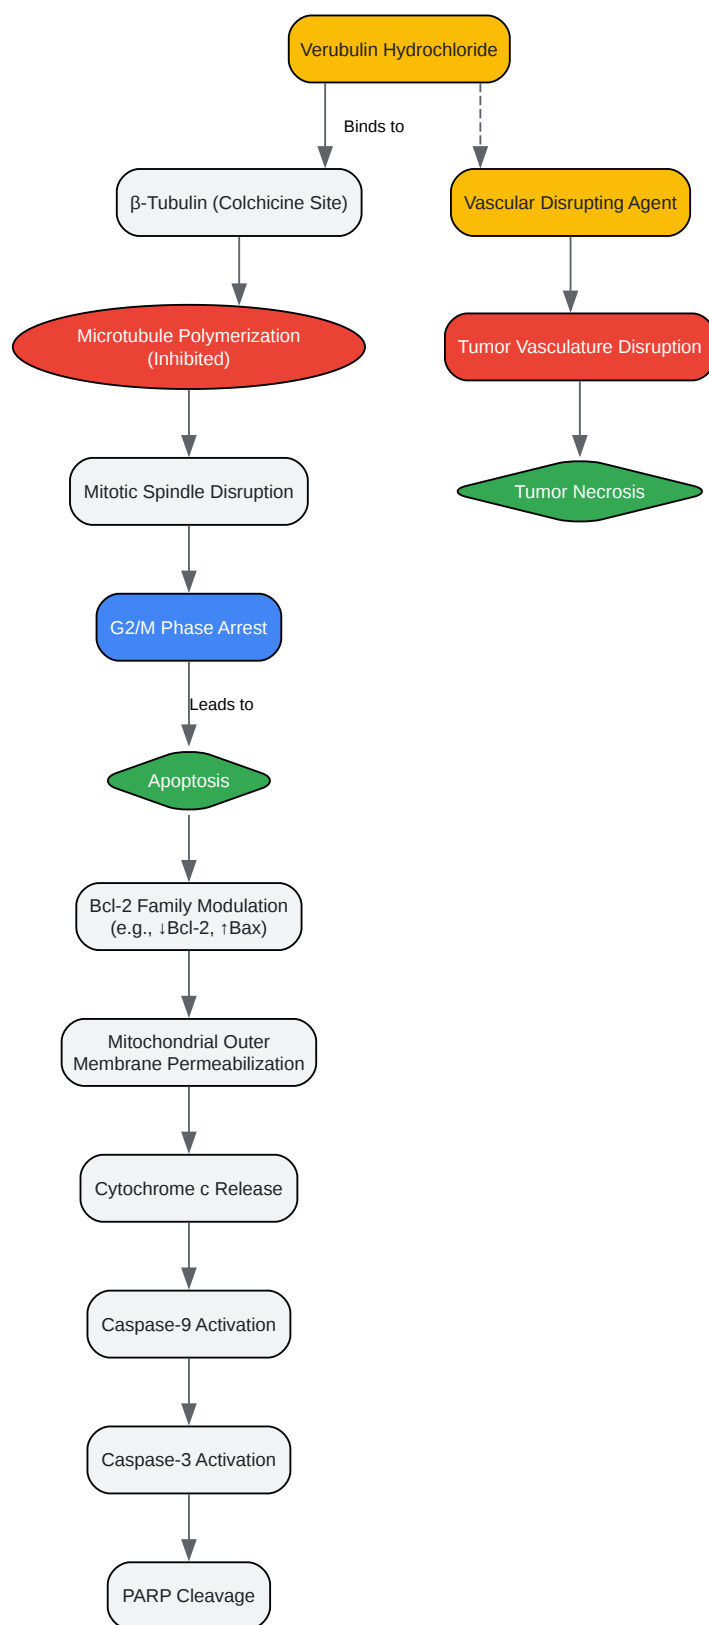 Verubulin Hydrochloride
Binds to
β-Tubulin (Colchicine Site)
Vascular Disrupting Agent
Microtubule Polymerization
(Inhibited)
Tumor Vasculature Disruption
Mitotic Spindle Disruption
Tumor Necrosis
G2/M Phase Arrest
Leads to
Apoptosis
Bcl-2 Family Modulation
(e.g., ↓Bcl-2, ↑Bax)
Mitochondrial Outer
Membrane Permeabilization
Cytochrome c Release
Caspase-9 Activation
Caspase-3 Activation
PARP Cleavage